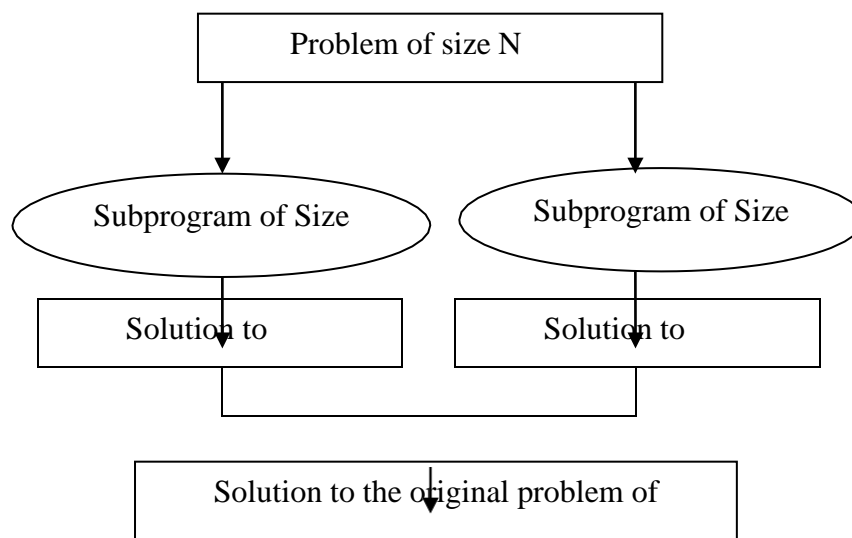 Problem of size N
Subprogram of Size
Subprogram of Size
Solution to
Solution to
Solution to the original problem of